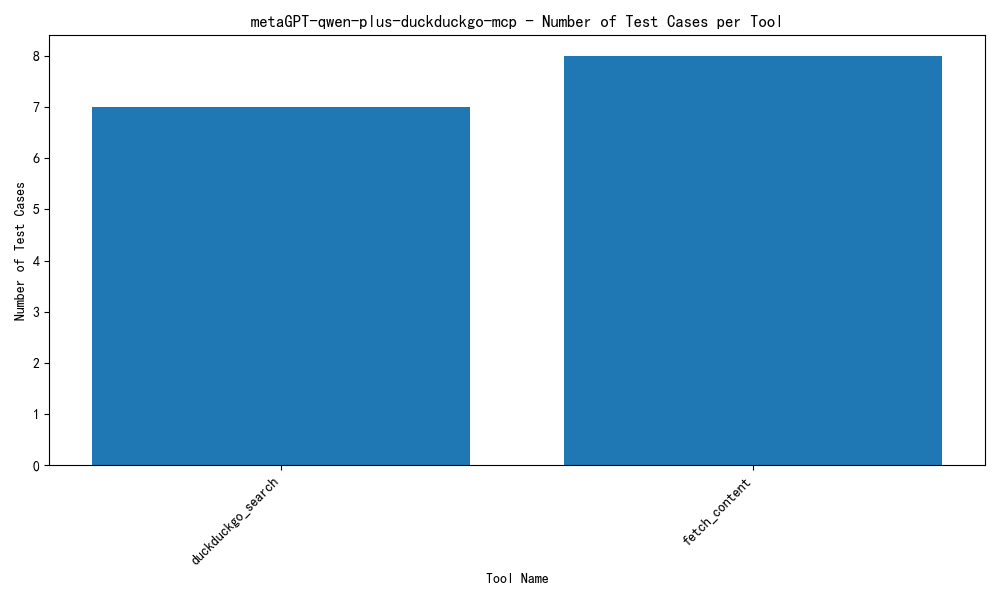 metaGPT-qwen-plus-duckduckgo-mcp - Number of Test Cases per Tool
Number of Test Cases
8
7
6
5
4
3
2
1
0
duckduckgo_search
fetch_content
Tool Name